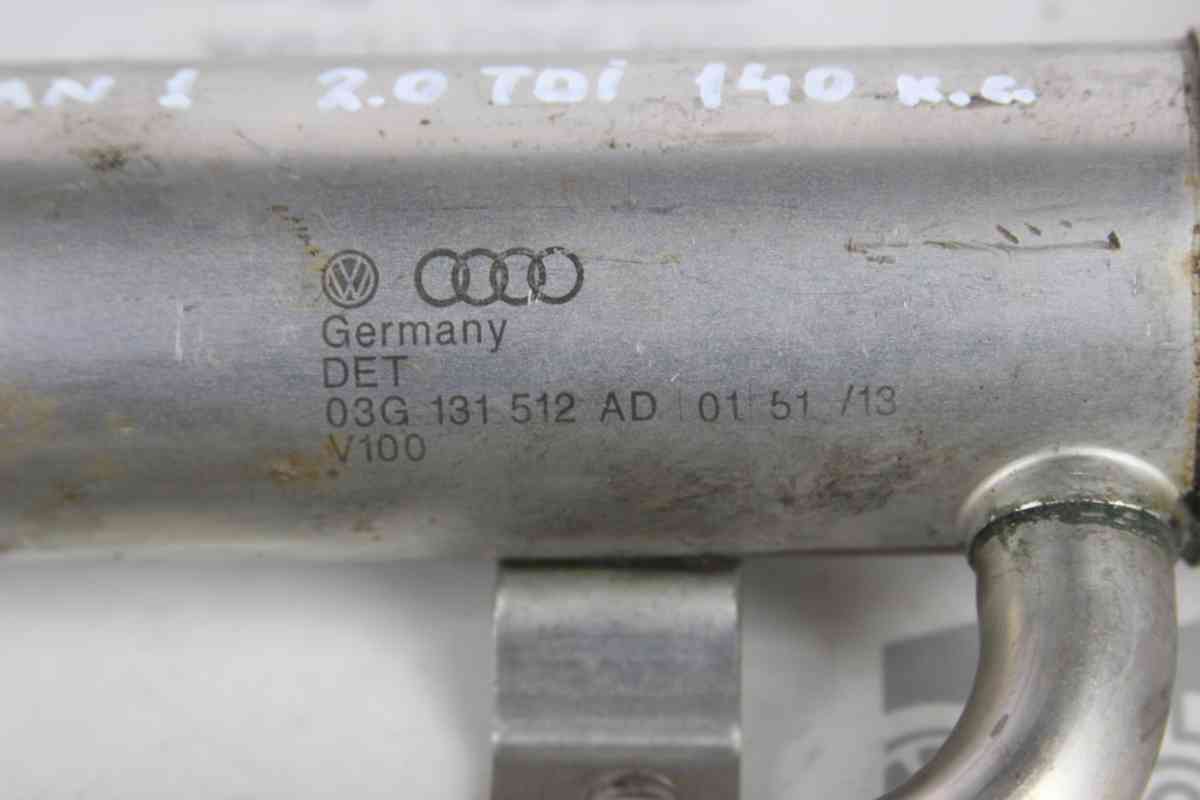 AN 1 2.0 TDI 140 к.с.
Germany
DET
03G 131 512 AD 01 51 /13
V100